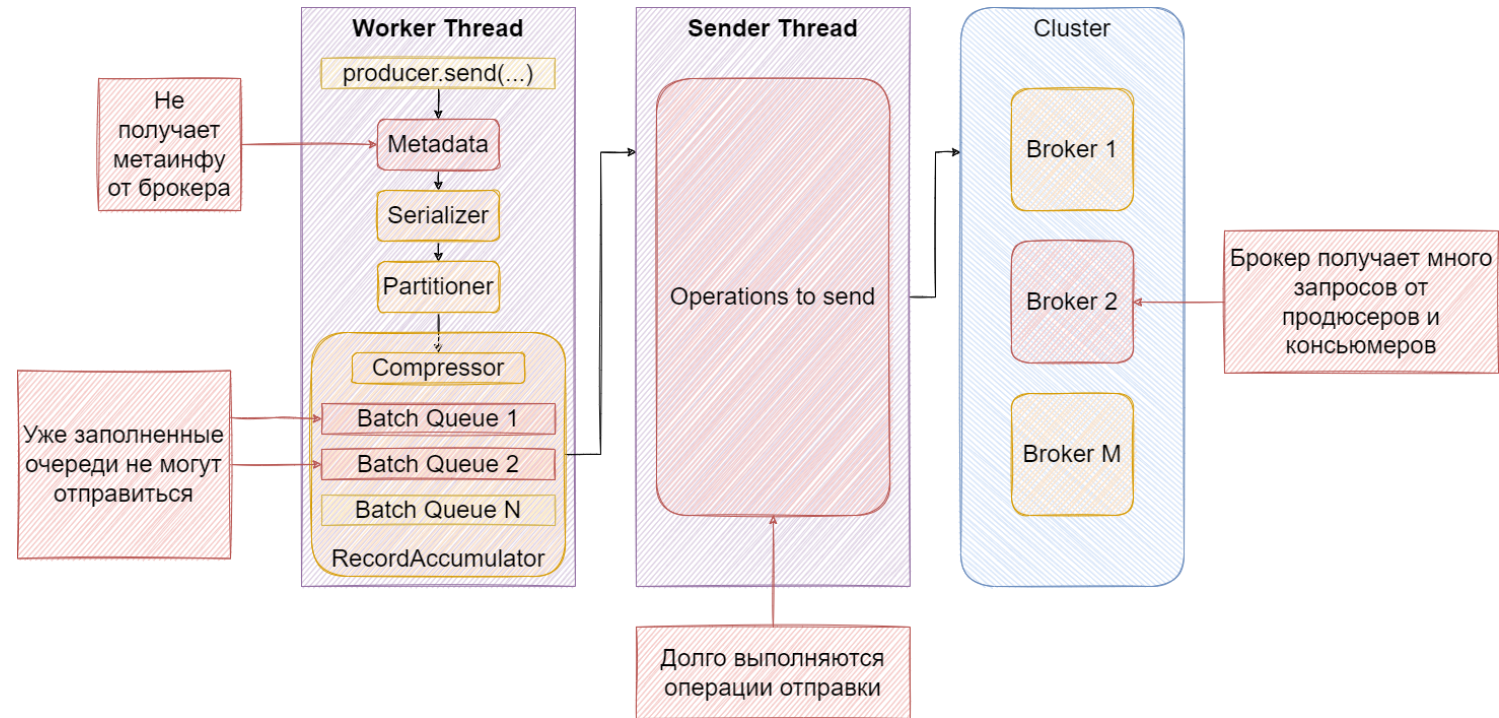 Worker Thread
producer.send(...)
Metadata
Serializer
Partitioner
Compressor
Batch Queue 1
Batch Queue 2
Batch Queue N
RecordAccumulator
Не
получает
метаинфу
от брокера
Уже заполненные
очереди не могут
отправиться
Sender Thread
Operations to send
Долго выполняются
операции отправки
Cluster
Broker 1
Broker 2
Broker M
Брокер получает много
запросов от
продюсеров и
консьюмеров